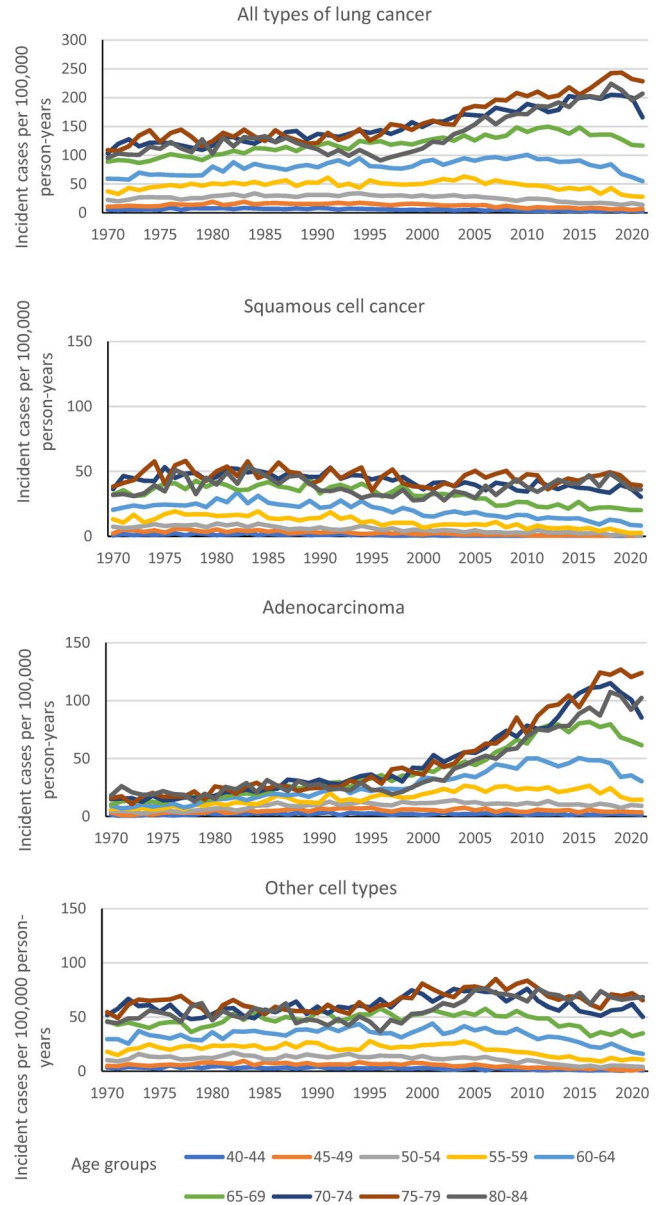 All types of lung cancer
Incident cases per 100,000
person-years
300
250
200
150
100
50
0
1970 1975 1980 1985 1990 1995 2000 2005 2010 2015 2020
Squamous cell cancer
Incident cases per 100,000
person-years
150
100
50
0
1970 1975 1980 1985 1990 1995 2000 2005 2010 2015 2020
Adenocarcinoma
Incident cases per 100,000
person-years
150
100
50
0
1970 1975 1980 1985 1990 1995 2000 2005 2010 2015 2020
Other cell types
Incident cases per 100,000 person-
years
150
100
50
0
1970 1975 1980 1985 1990 1995 2000 2005 2010 2015 2020
Age groups
40-44 45-49 50-54 55-59 60-64
65-69 70-74 75-79 80-84